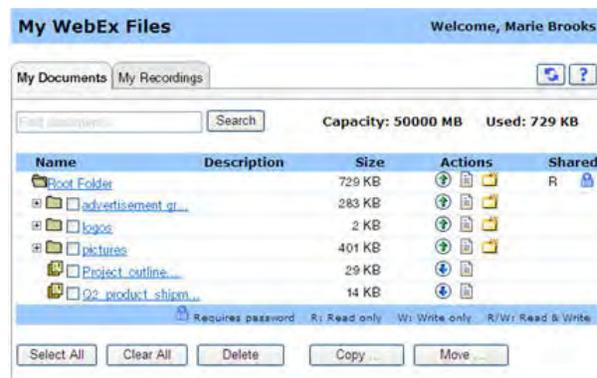 My WebEx Files Welcome, Marie Brooks
My Documents My Recordings ?
Find documents... Search Capacity: 50000 MB Used: 729 KB
Name Description Size Actions Shared
Root Folder 729 KB R
advertisement gr... 283 KB
logos 2 KB
pictures 401 KB
Project outline.... 29 KB
Q2 product shipm... 14 KB
Requires password R: Read only W: Write only R/W: Read & Write
Select All Clear All Delete Copy ... Move ...